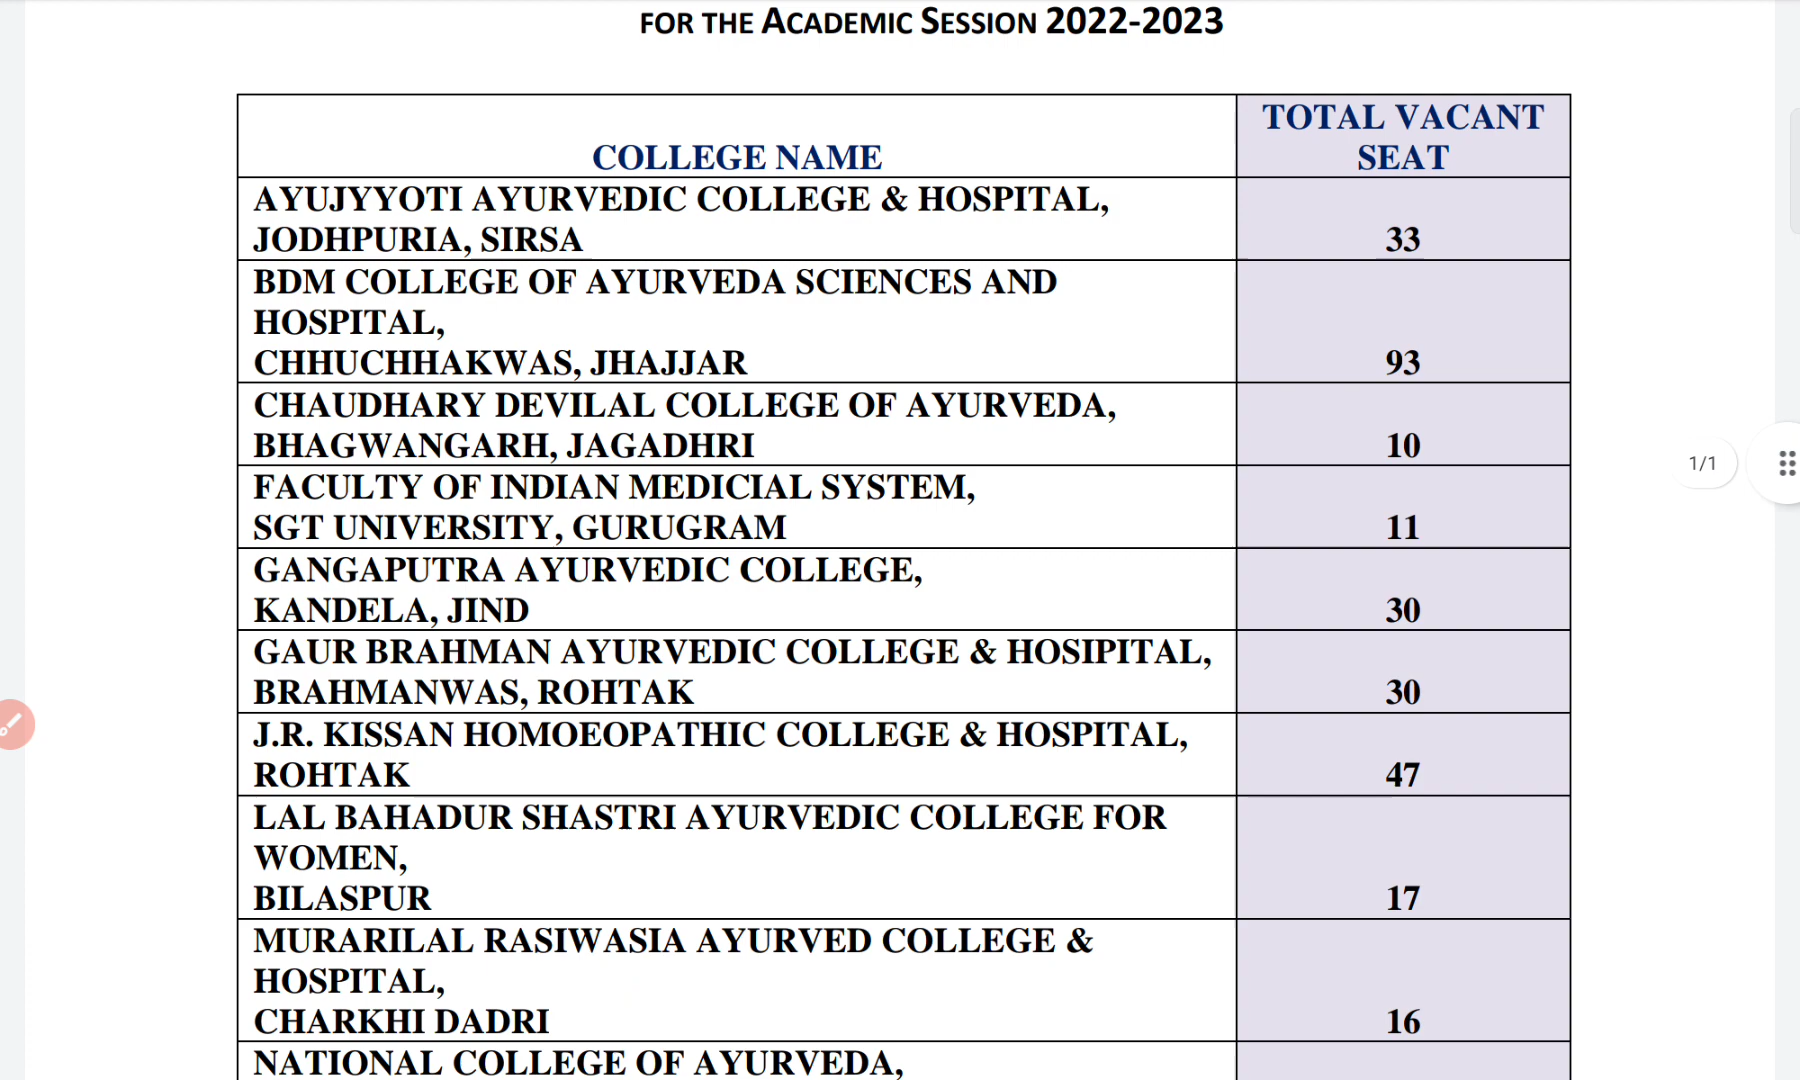 FOR THE ACADEMIC SESSION 2022-2023
COLLEGE NAME
TOTAL VACANT
SEAT
AYUJYYOTI AYURVEDIC COLLEGE & HOSPITAL,
JODHPURIA, SIRSA
33
BDM COLLEGE OF AYURVEDA SCIENCES AND
HOSPITAL,
CHHUCHHAKWAS, JHAJJAR
93
CHAUDHARY DEVILAL COLLEGE OF AYURVEDA,
BHAGWANGARH, JAGADHRI
10
FACULTY OF INDIAN MEDICIAL SYSTEM,
SGT UNIVERSITY, GURUGRAM
11
1/1
GANGAPUTRA AYURVEDIC COLLEGE,
KANDELA, JIND
30
GAUR BRAHMAN AYURVEDIC COLLEGE & HOSIPITAL,
BRAHMANWAS, ROHTAK
30
J.R. KISSAN HOMOEOPATHIC COLLEGE & HOSPITAL,
ROHTAK
47
LAL BAHADUR SHASTRI AYURVEDIC COLLEGE FOR
WOMEN,
BILASPUR
17
MURARILAL RASIWASIA AYURVED COLLEGE &
HOSPITAL,
CHARKHI DADRI
16
NATIONAL COLLEGE OF AYURVEDA,